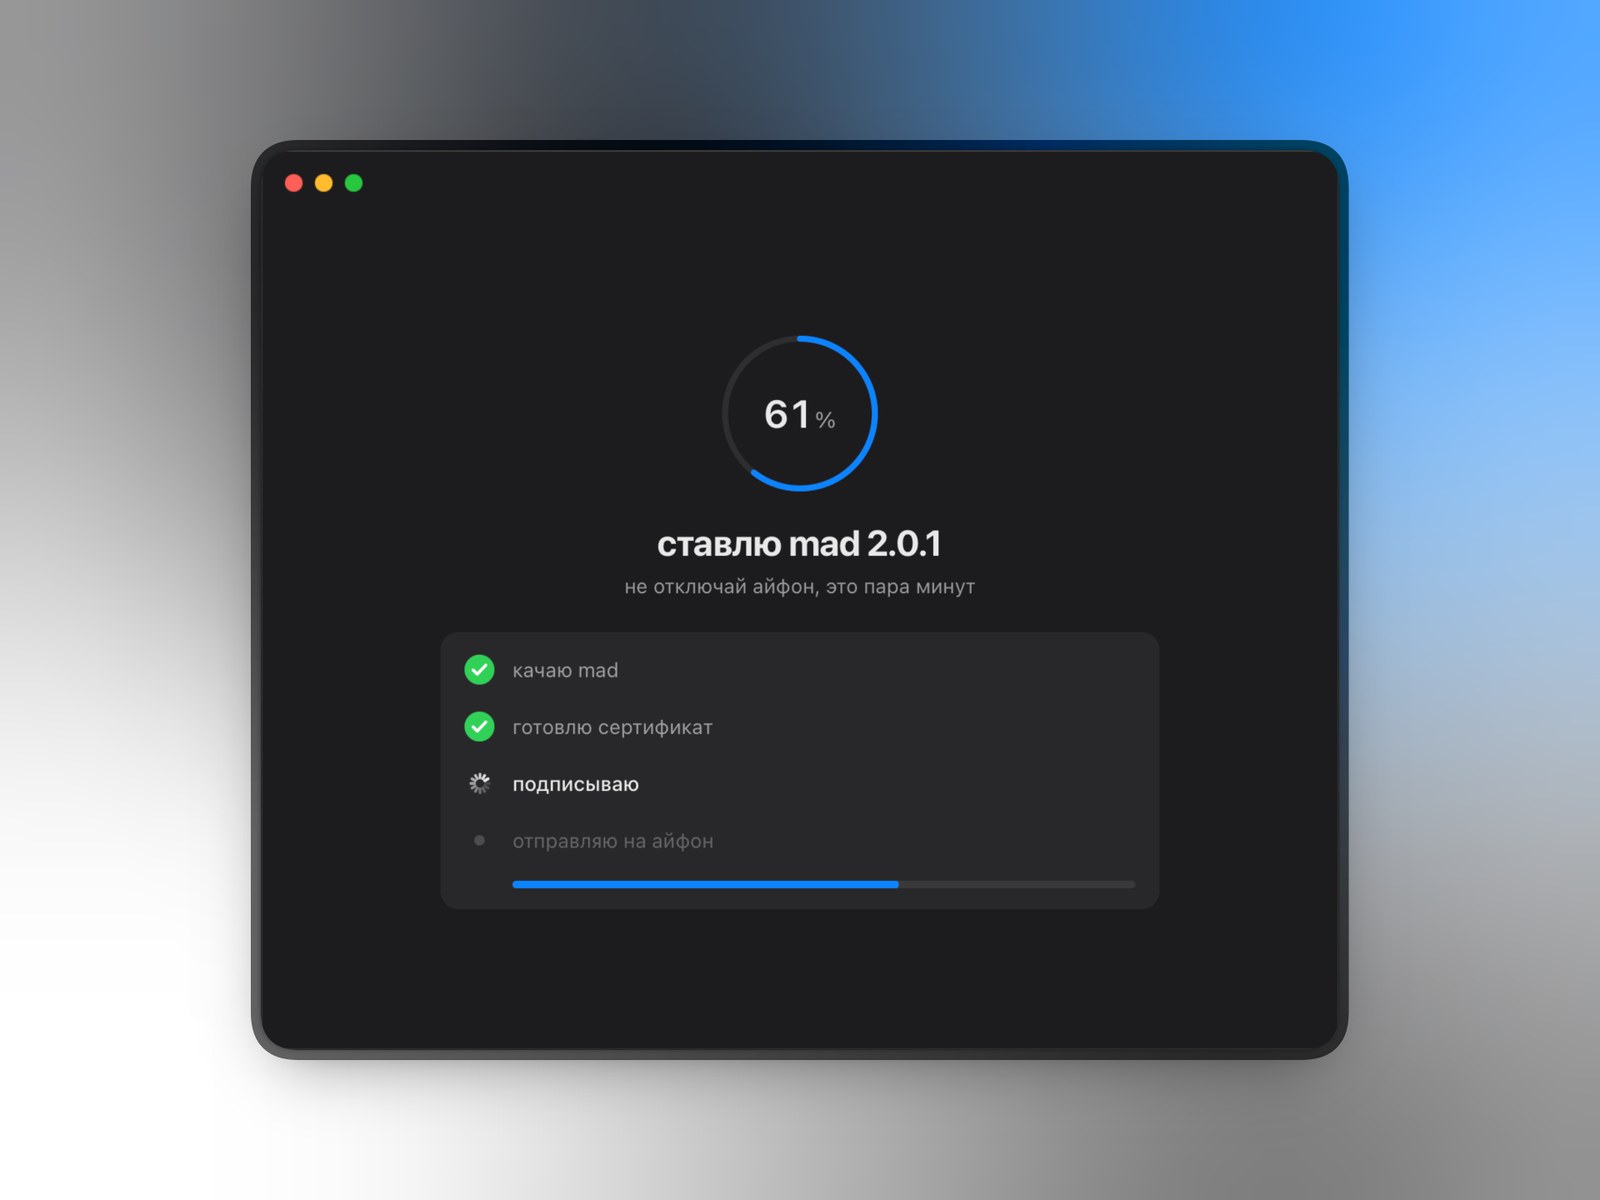 61%
ставлю mad 2.0.1
не отключай айфон, это пара минут
качаю mad
готовлю сертификат
подписываю
отправляю на айфон